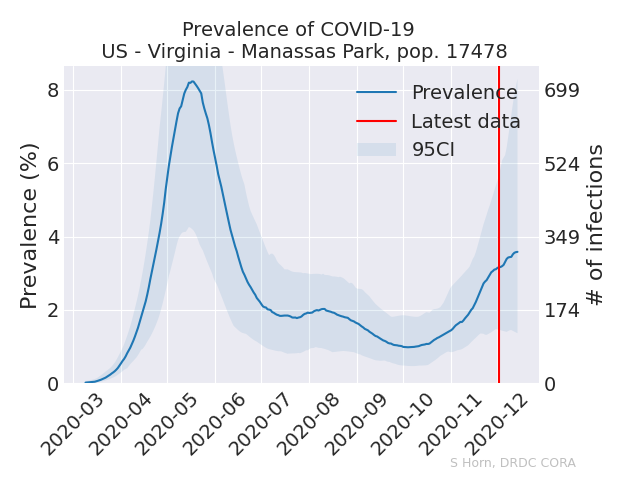 Prevalence of COVID-19
US - Virginia - Manassas Park, pop. 17478
Prevalence (%)
8
6
4
2
0
Prevalence
Latest data
95CI
699
524
349
174
0
# of infections
2020-03
2020-04
2020-05
2020-06
2020-07
2020-08
2020-09
2020-10
2020-11
2020-12
S Horn, DRDC CORA